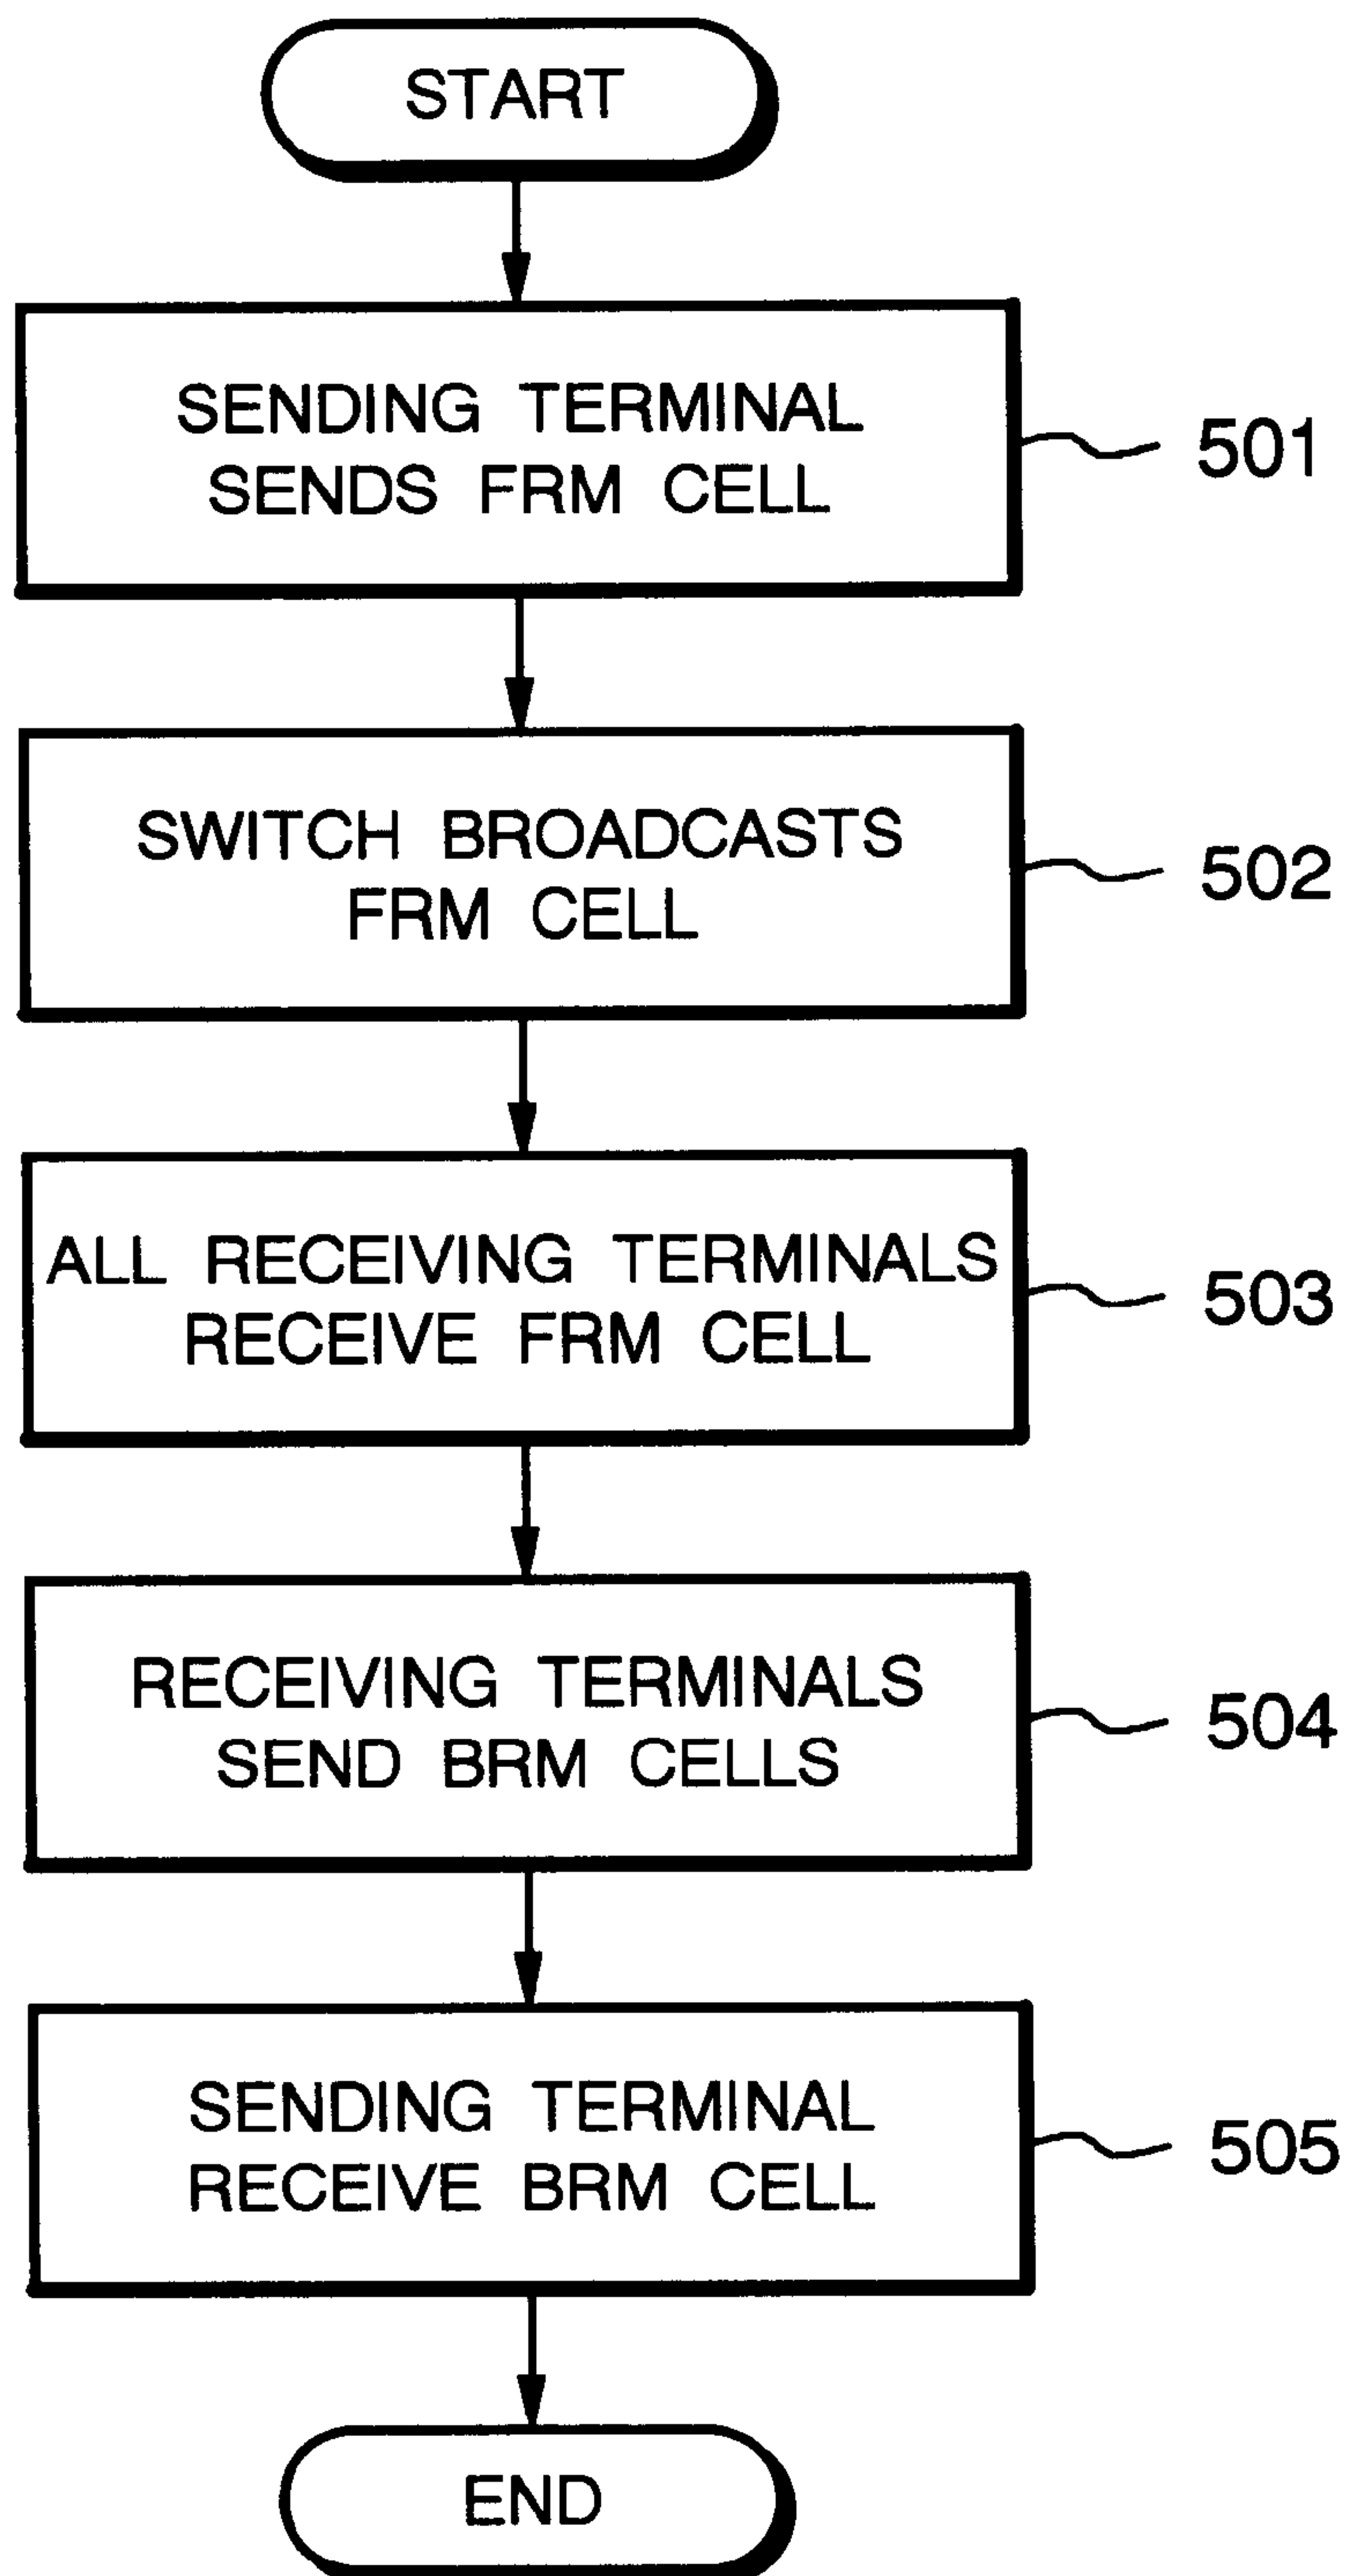 START
SENDING TERMINAL
SENDS FRM CELL
501
SWITCH BROADCASTS
FRM CELL
502
ALL RECEIVING TERMINALS
RECEIVE FRM CELL
503
RECEIVING TERMINALS
SEND BRM CELLS
504
SENDING TERMINAL
RECEIVE BRM CELL
505
END